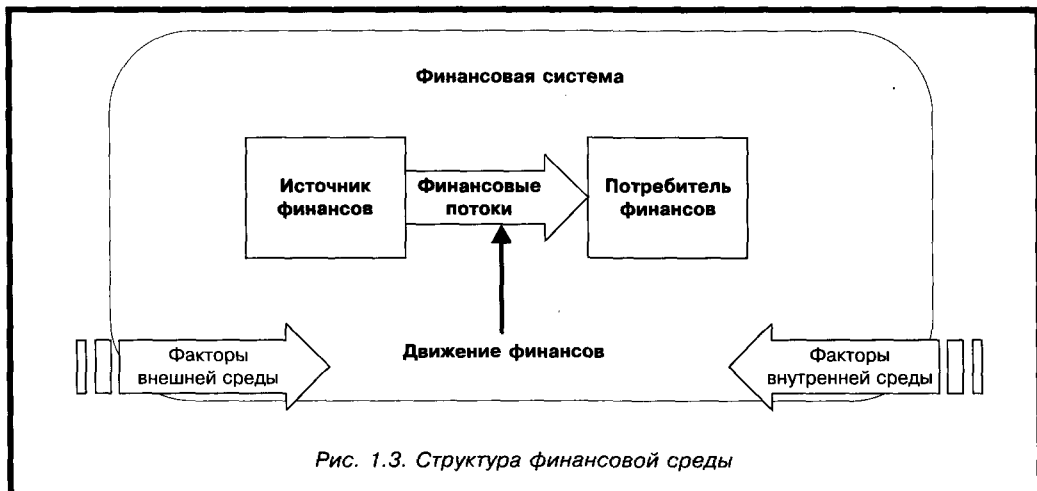 Финансовая система
Источник
финансов
Финансовые
потоки
Потребитель
финансов
Движение финансов
Факторы
внешней среды
Факторы
внутренней среды
Рис. 1.3. Структура финансовой среды